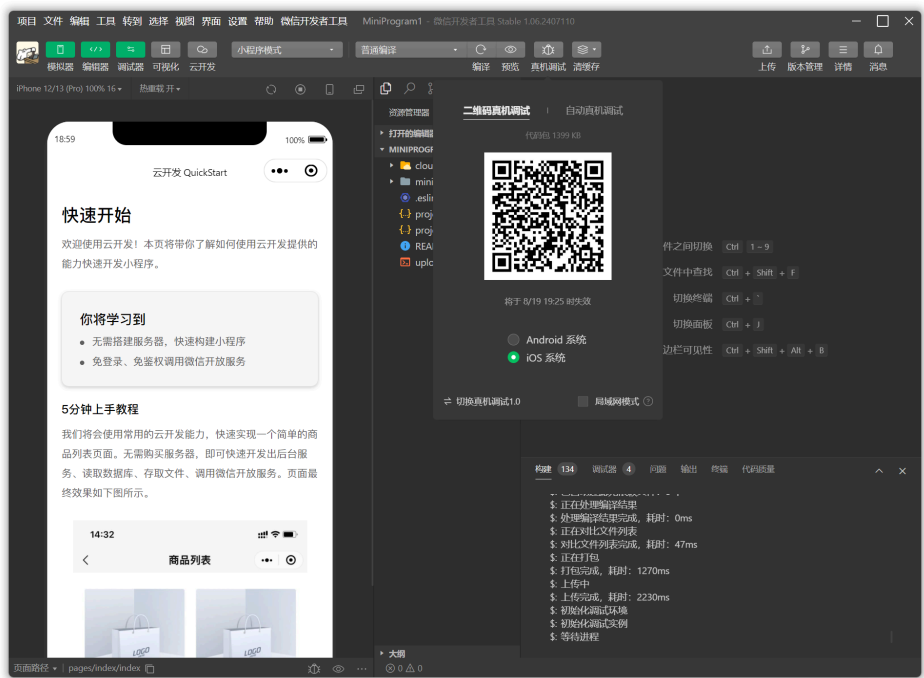 项目 文件 编辑 工具 转到 选择 视图 界面 设置 帮助 微信开发者工具 MiniProgram1 - 微信开发者工具 Stable 1.06.2407110
模拟器 编辑器 调试器 可视化 云开发
小程序模式
普通编译
编译 预览 真机调试 清缓存
上传 版本管理 详情 消息
iPhone 12/13 (Pro) 100% 16
热重载 开
18:59
100%
云开发 QuickStart
快速开始
欢迎使用云开发！本页将带你了解如何使用云开发提供的
能力快速开发小程序。
你将学习到
无需搭建服务器，快速构建小程序
免登录、免鉴权调用微信开放服务
5分钟上手教程
我们将会使用常用的云开发能力，快速实现一个简单的商
品列表页面。无需购买服务器，即可快速开发出后台服
务、读取数据库、存取文件、调用微信开放服务。页面最
终效果如下图所示。
14:32
商品列表
LOGO
LOGO
页面路径 | pages/index/index
资源管理器
打开的编辑器
MINIPROGR
clou
mini
.eslin
proj
proj
REA
uplo
大纲
0 0
二维码真机调试
自动真机调试
代码包 1399 KB
将于 8/19 19:25 时失效
Android 系统
iOS 系统
切换真机调试1.0
局域网模式
件之间切换 Ctrl 1 ~ 9
文件中查找 Ctrl + Shift + F
切换终端 Ctrl + `
切换面板 Ctrl + J
边栏可见性 Ctrl + Shift + Alt + B
构建 134 调试器 4 问题 输出 终端 代码质量
$: 正在处理编译结果
$: 处理编译结果完成，耗时：0ms
$: 正在对比文件列表
$: 对比文件列表完成，耗时：47ms
$: 正在打包
$: 打包完成，耗时：1270ms
$: 上传中
$: 上传完成，耗时：2230ms
$: 初始化调试环境
$: 初始化调试实例
$: 等待进程